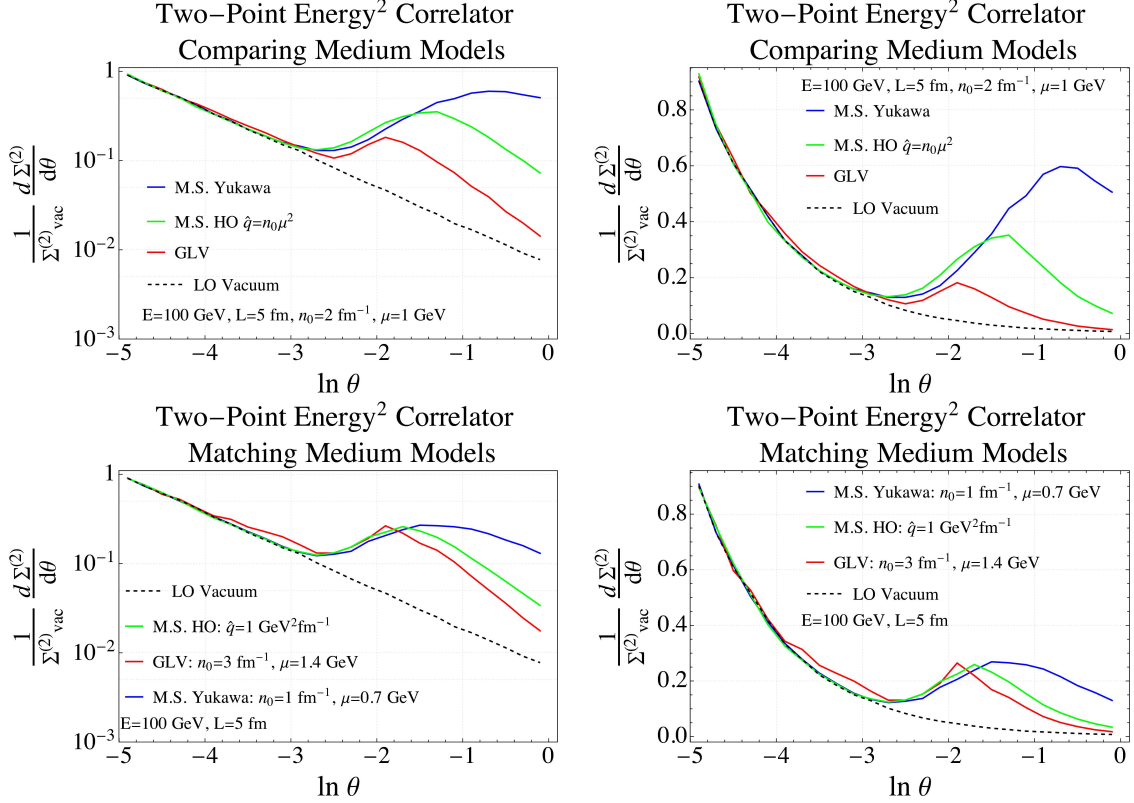 Two−Point Energy² Correlator
Comparing Medium Models
1
10⁻¹
10⁻²
10⁻³
1/Σ⁽²⁾vac d Σ⁽²⁾/dθ
M.S. Yukawa
M.S. HO q̂=n₀μ²
GLV
LO Vacuum
E=100 GeV, L=5 fm, n₀=2 fm⁻¹, μ=1 GeV
−5 −4 −3 −2 −1 0
ln θ
Two−Point Energy² Correlator
Comparing Medium Models
E=100 GeV, L=5 fm, n₀=2 fm⁻¹, μ=1 GeV
M.S. Yukawa
M.S. HO q̂=n₀μ²
GLV
LO Vacuum
0.8
0.6
0.4
0.2
0.0
1/Σ⁽²⁾vac d Σ⁽²⁾/dθ
−5 −4 −3 −2 −1 0
ln θ
Two−Point Energy² Correlator
Matching Medium Models
1
10⁻¹
10⁻²
10⁻³
1/Σ⁽²⁾vac d Σ⁽²⁾/dθ
LO Vacuum
M.S. HO: q̂=1 GeV²fm⁻¹
GLV: n₀=3 fm⁻¹, μ=1.4 GeV
M.S. Yukawa: n₀=1 fm⁻¹, μ=0.7 GeV
E=100 GeV, L=5 fm
−5 −4 −3 −2 −1 0
ln θ
Two−Point Energy² Correlator
Matching Medium Models
M.S. Yukawa: n₀=1 fm⁻¹, μ=0.7 GeV
M.S. HO: q̂=1 GeV²fm⁻¹
GLV: n₀=3 fm⁻¹, μ=1.4 GeV
LO Vacuum
E=100 GeV, L=5 fm
0.8
0.6
0.4
0.2
0.0
1/Σ⁽²⁾vac d Σ⁽²⁾/dθ
−5 −4 −3 −2 −1 0
ln θ